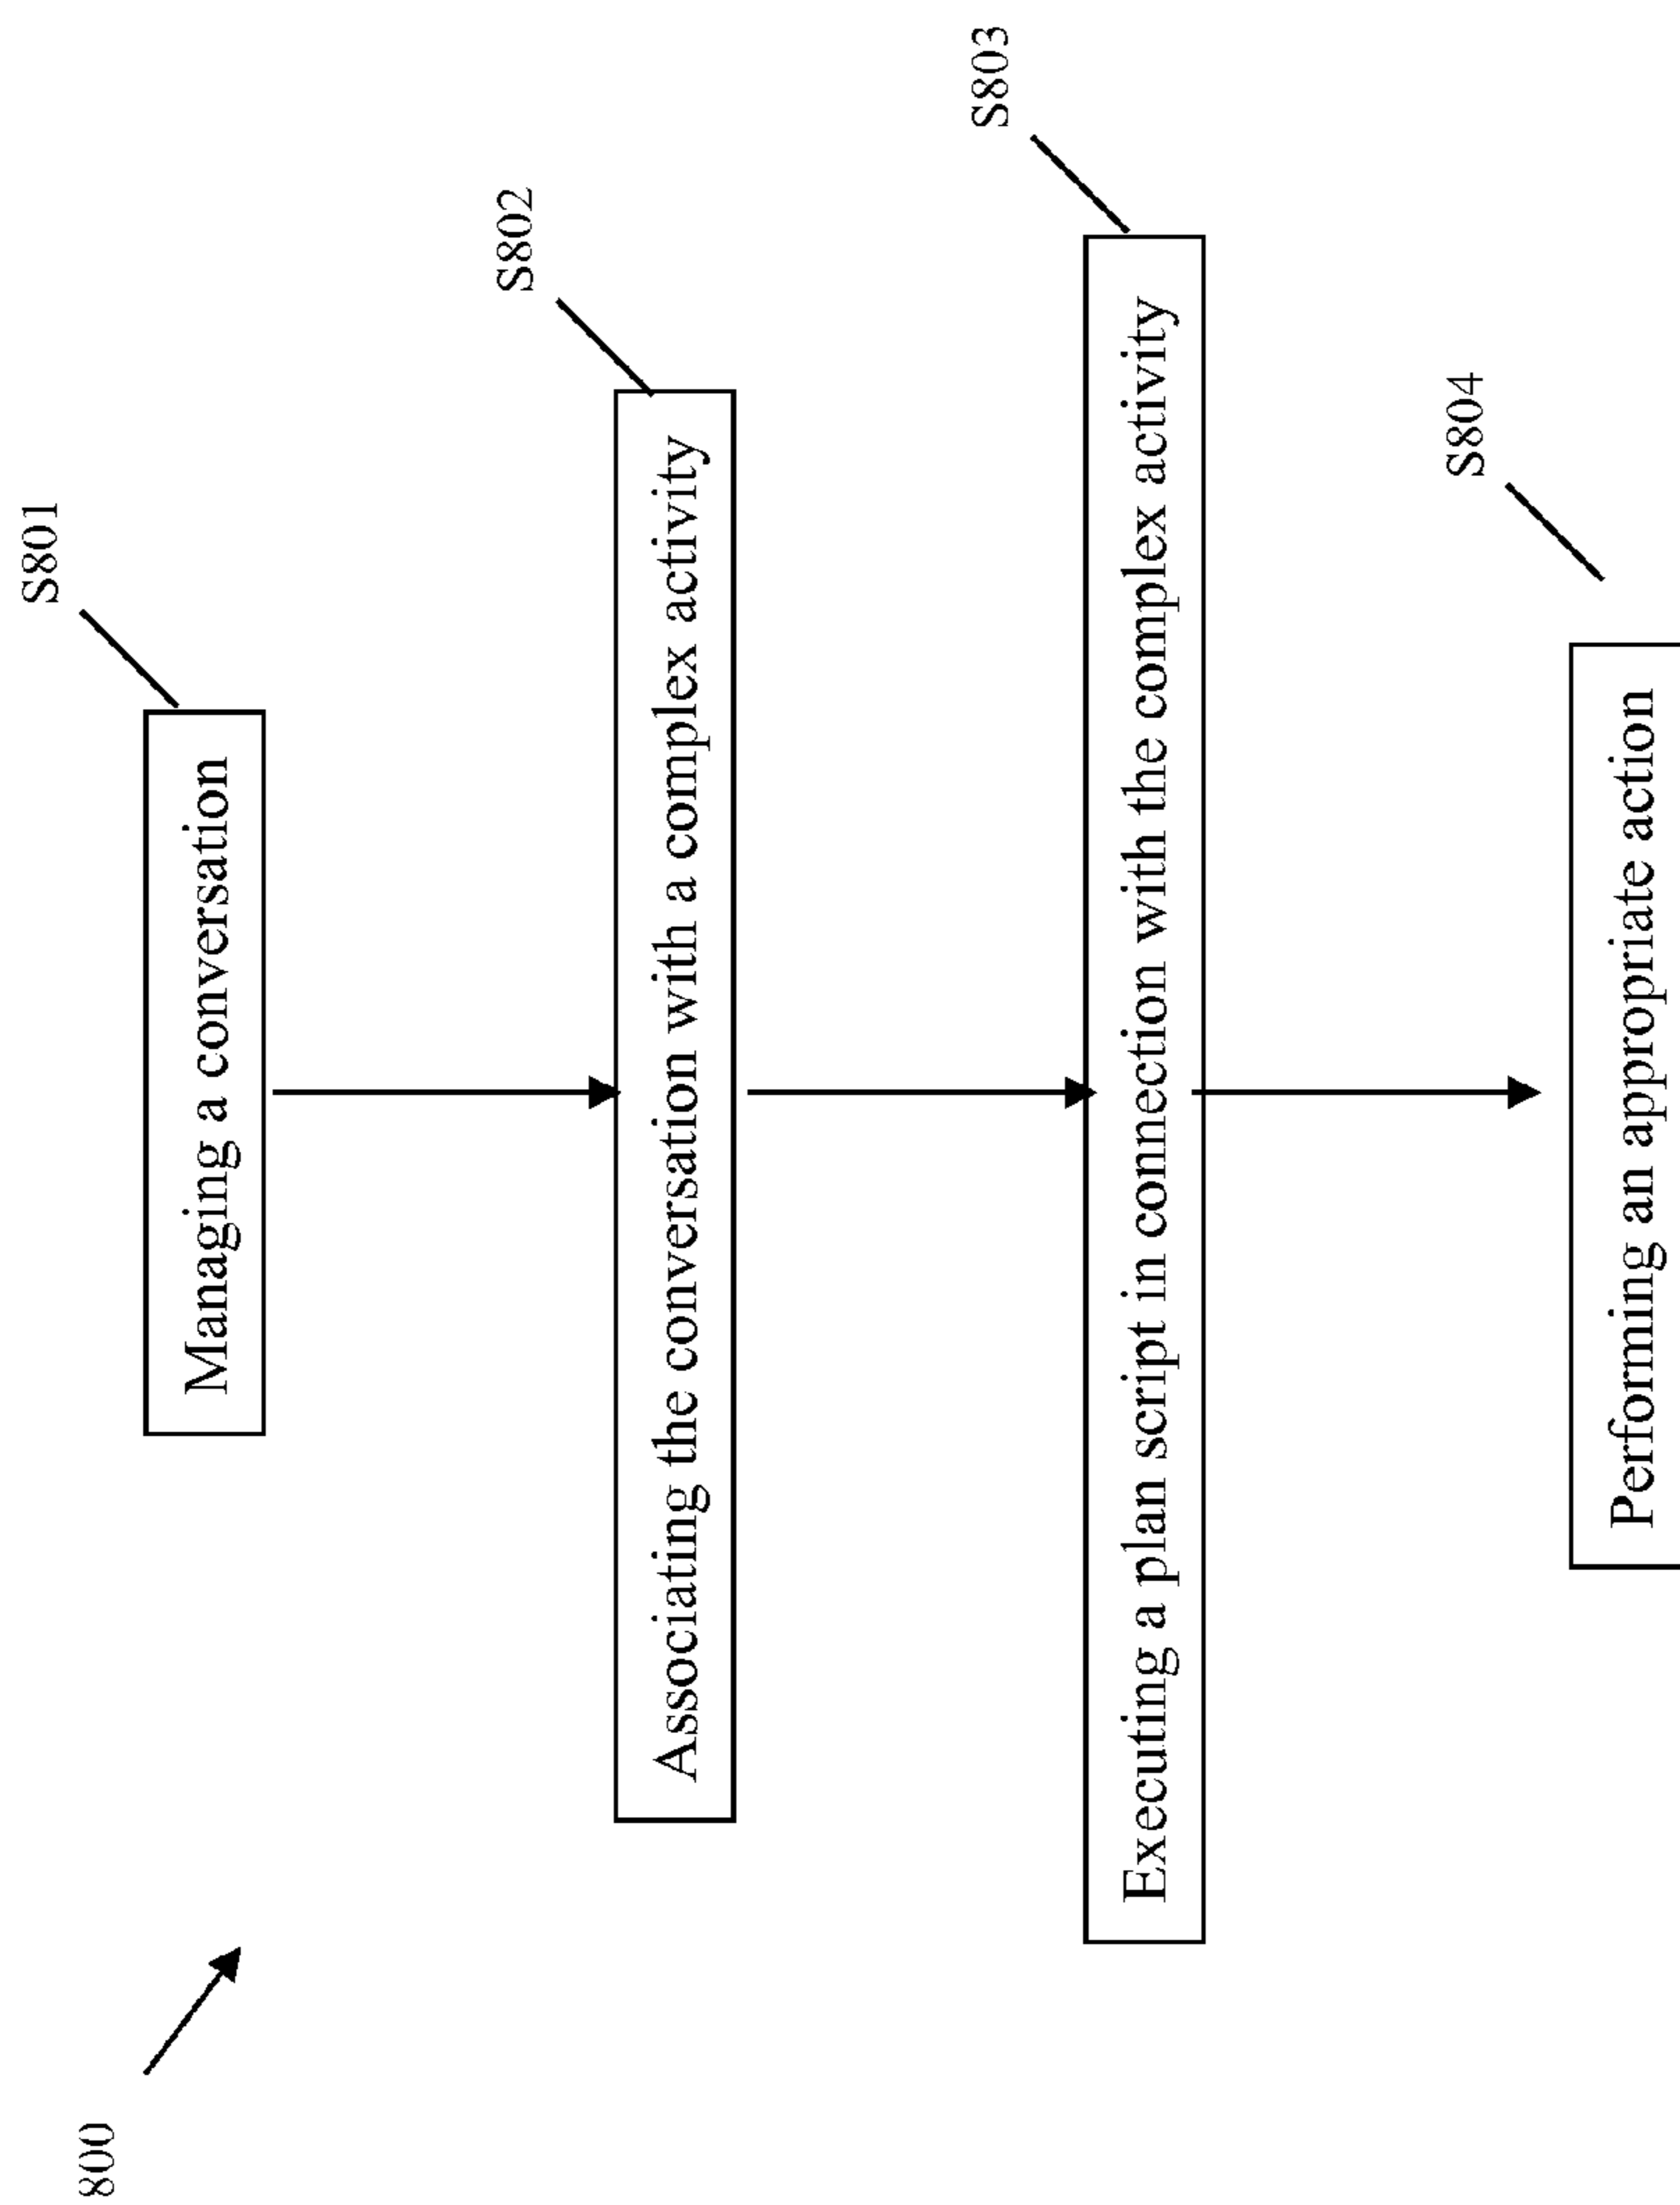 800
S801
Managing a conversation
S802
Associating the conversation with a complex activity
S803
Executing a plan script in connection with the complex activity
S804
Performing an appropriate action